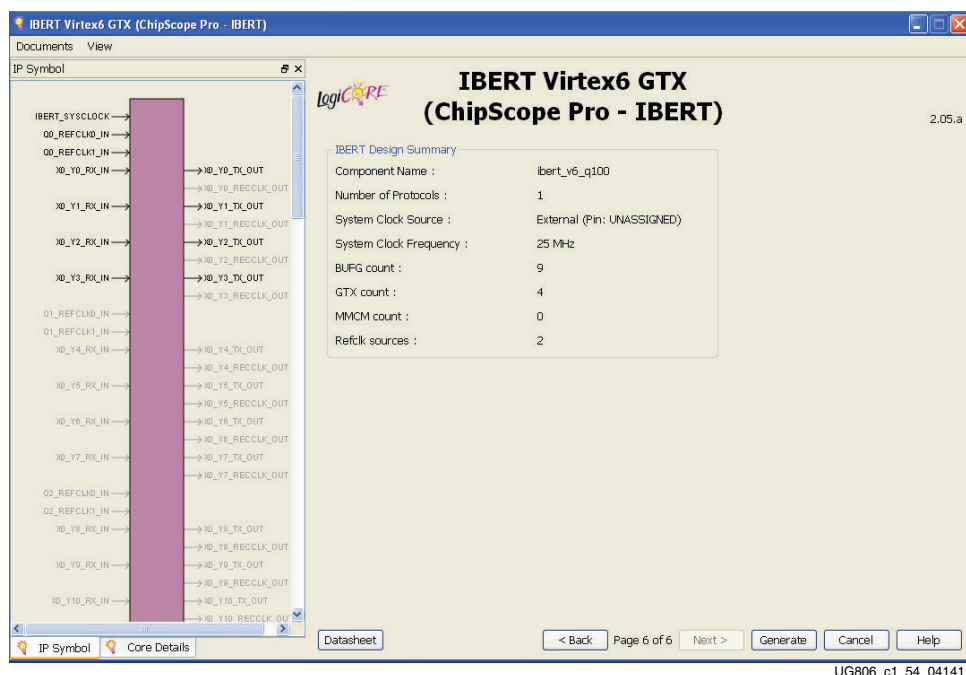 IBERT Virtex6 GTX (ChipScope Pro - IBERT)
Documents View
IP Symbol
IBERT_SYSCLOCK
Q0_REFCLK0_IN
Q0_REFCLK1_IN
X0_Y0_RX_IN X0_Y0_TX_OUT
X0_Y0_RECCLK_OUT
X0_Y1_RX_IN X0_Y1_TX_OUT
X0_Y1_RECCLK_OUT
X0_Y2_RX_IN X0_Y2_TX_OUT
X0_Y2_RECCLK_OUT
X0_Y3_RX_IN X0_Y3_TX_OUT
X0_Y3_RECCLK_OUT
Q1_REFCLK0_IN
Q1_REFCLK1_IN
X0_Y4_RX_IN X0_Y4_TX_OUT
X0_Y4_RECCLK_OUT
X0_Y5_RX_IN X0_Y5_TX_OUT
X0_Y5_RECCLK_OUT
X0_Y6_RX_IN X0_Y6_TX_OUT
X0_Y6_RECCLK_OUT
X0_Y7_RX_IN X0_Y7_TX_OUT
X0_Y7_RECCLK_OUT
Q2_REFCLK0_IN
Q2_REFCLK1_IN
X0_Y8_RX_IN X0_Y8_TX_OUT
X0_Y8_RECCLK_OUT
X0_Y9_RX_IN X0_Y9_TX_OUT
X0_Y9_RECCLK_OUT
X0_Y10_RX_IN X0_Y10_TX_OUT
X0_Y10_RECCLK_OU
IP Symbol Core Details
LogiCORE
IBERT Virtex6 GTX
(ChipScope Pro - IBERT)
2.05.a
IBERT Design Summary
Component Name : ibert_v6_q100
Number of Protocols : 1
System Clock Source : External (Pin: UNASSIGNED)
System Clock Frequency : 25 MHz
BUFG count : 9
GTX count : 4
MMCM count : 0
Refclk sources : 2
Datasheet < Back Page 6 of 6 Next > Generate Cancel Help
UG806_c1_54_04141